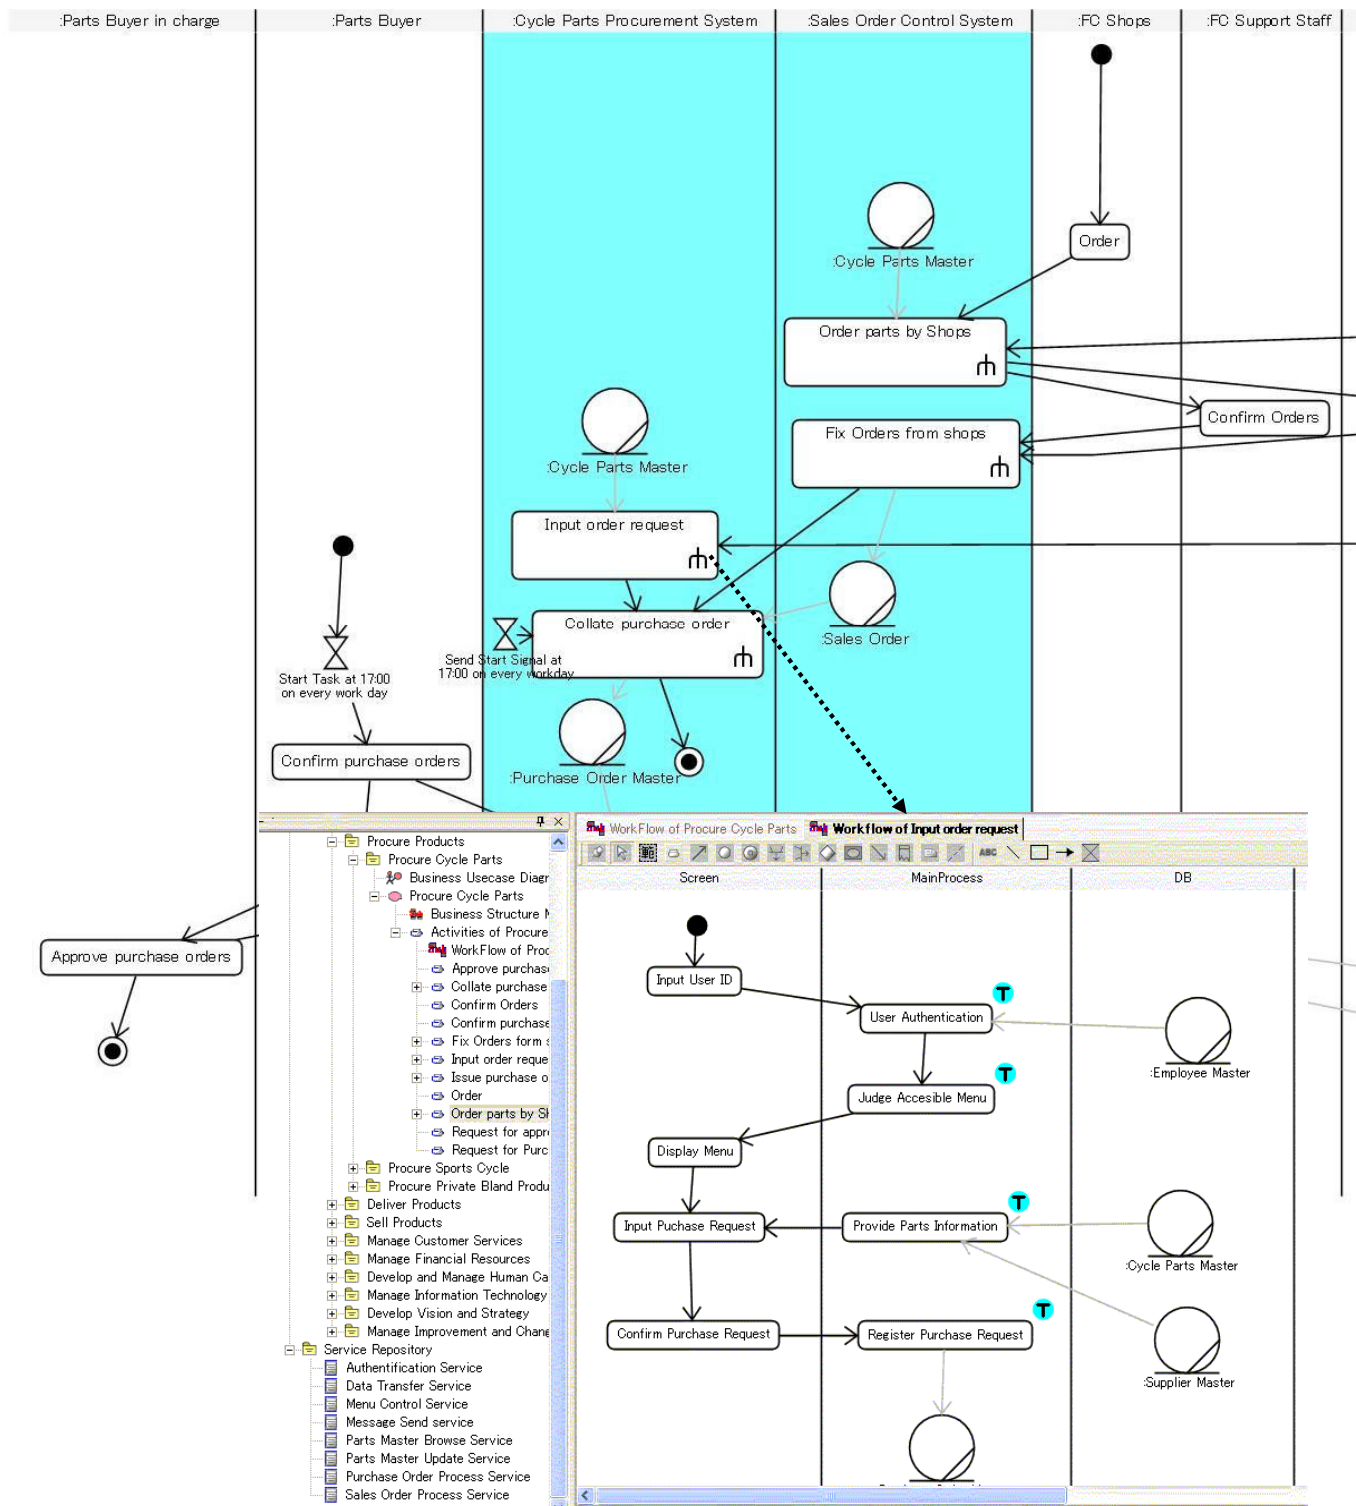 :Parts Buyer in charge
:Parts Buyer
:Cycle Parts Procurement System
:Sales Order Control System
:FC Shops
:FC Support Staff
Order
:Cycle Parts Master
Order parts by Shops
Confirm Orders
Fix Orders from shops
:Cycle Parts Master
Input order request
Collate purchase order
:Sales Order
Send Start Signal at
17:00 on every workday
Start Task at 17:00
on every work day
Confirm purchase orders
:Purchase Order Master
Approve purchase orders
Procure Products
Procure Cycle Parts
Business Usecase Diagr
Procure Cycle Parts
Business Structure M
Activities of Procure
WorkFlow of Proc
Approve purchase
Collate purchase
Confirm Orders
Confirm purchase
Fix Orders form s
Input order reque
Issue purchase o
Order
Order parts by Sh
Request for appr
Request for Purc
Procure Sports Cycle
Procure Private Bland Produ
Deliver Products
Sell Products
Manage Customer Services
Manage Financial Resources
Develop and Manage Human Ca
Manage Information Technology
Develop Vision and Strategy
Manage Improvement and Chang
Service Repository
Authentification Service
Data Transfer Service
Menu Control Service
Message Send service
Parts Master Browse Service
Parts Master Update Service
Purchase Order Process Service
Sales Order Process Service
WorkFlow of Procure Cycle Parts
Workflow of Input order request
ABC
Screen
MainProcess
DB
Input User ID
T
User Authentication
:Employee Master
T
Judge Accesible Menu
Display Menu
T
Input Puchase Request
Provide Parts Information
:Cycle Parts Master
T
Confirm Purchase Request
Register Purchase Request
:Supplier Master